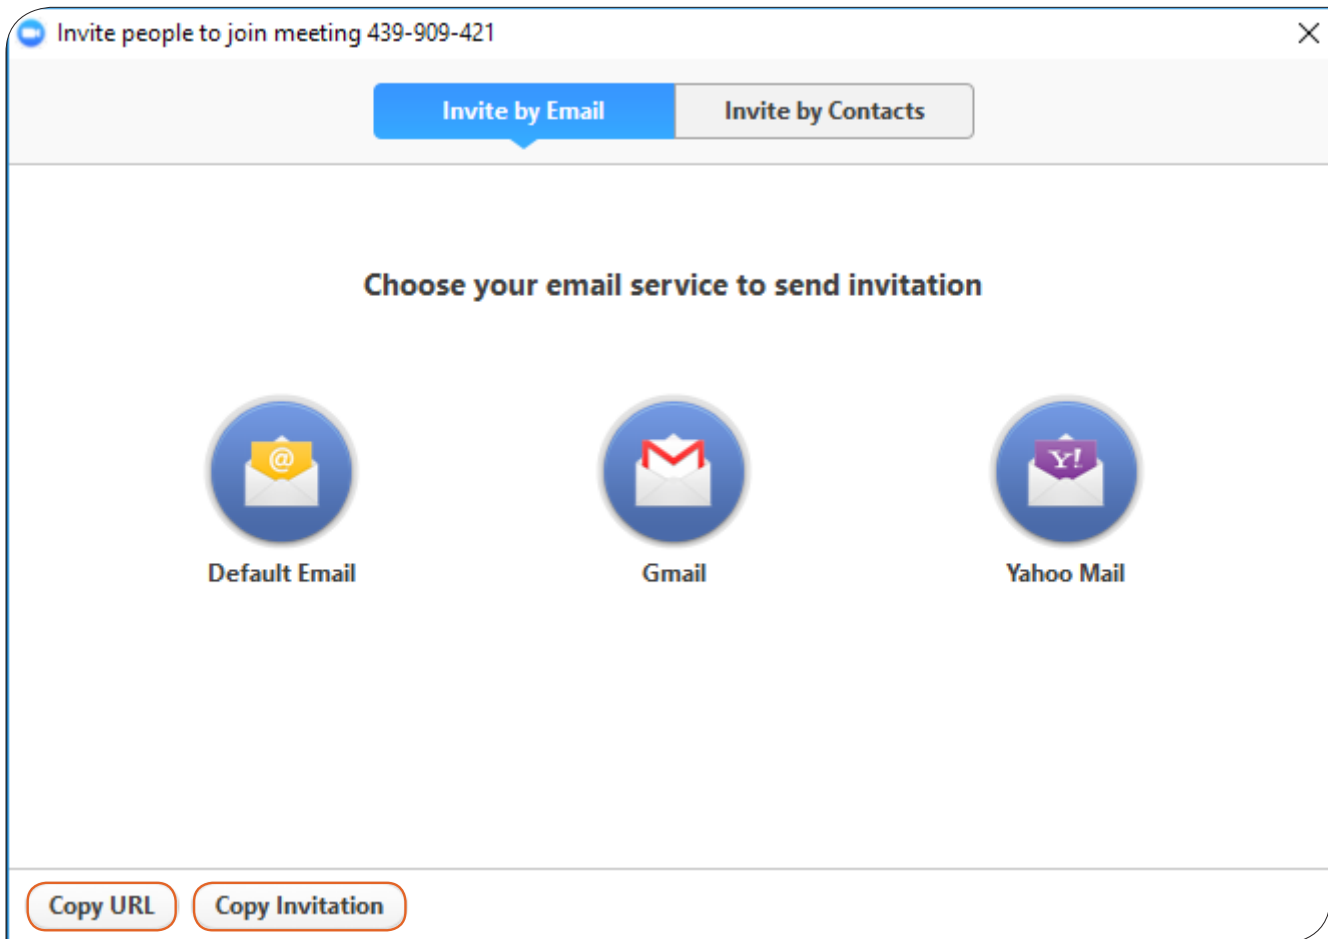 Invite people to join meeting 439-909-421
Invite by Email
Invite by Contacts
Choose your email service to send invitation
@
Y!
Default Email
Gmail
Yahoo Mail
Copy URL
Copy Invitation